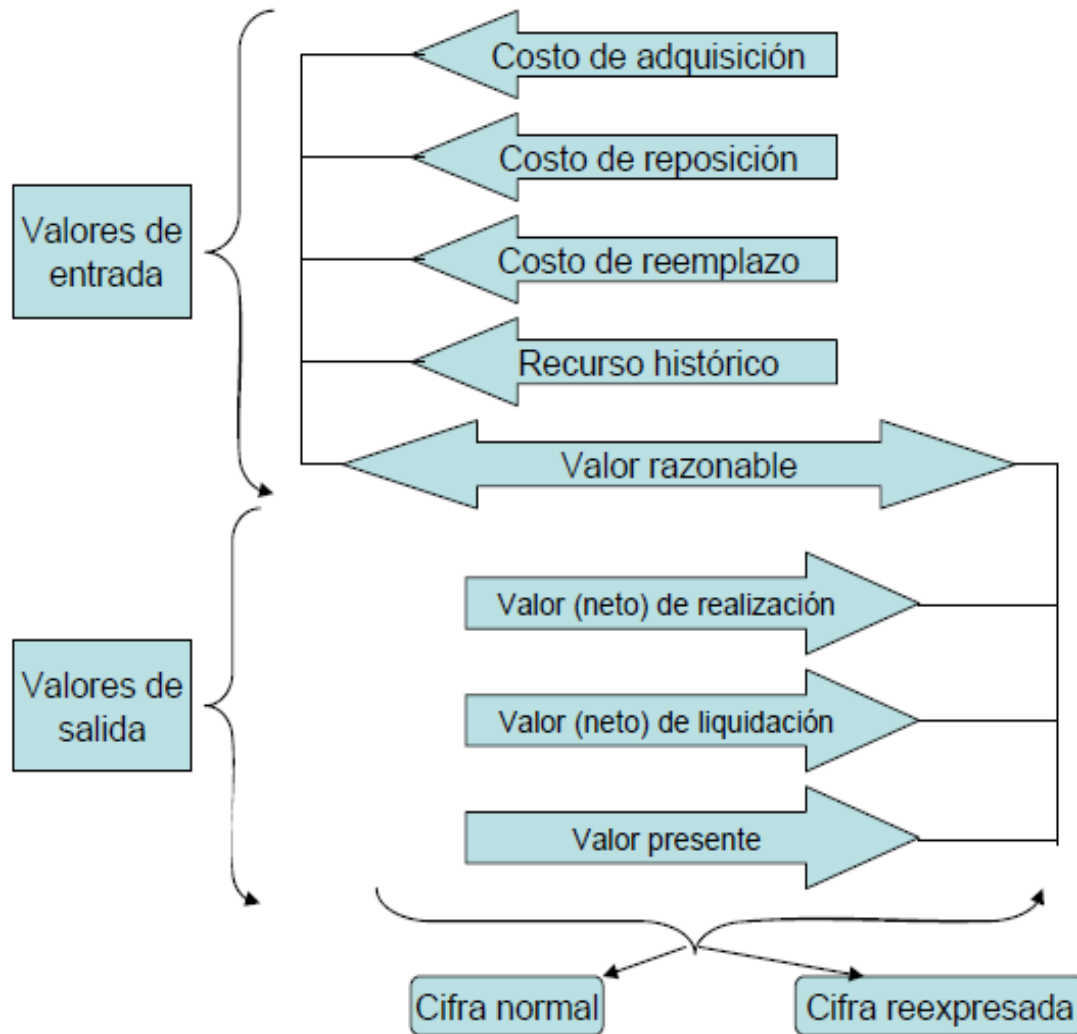 Costo de adquisición
Costo de reposición
Valores de
entrada
Costo de reemplazo
Recurso histórico
Valor razonable
Valor (neto) de realización
Valores de
salida
Valor (neto) de liquidación
Valor presente
Cifra normal
Cifra reexpresada